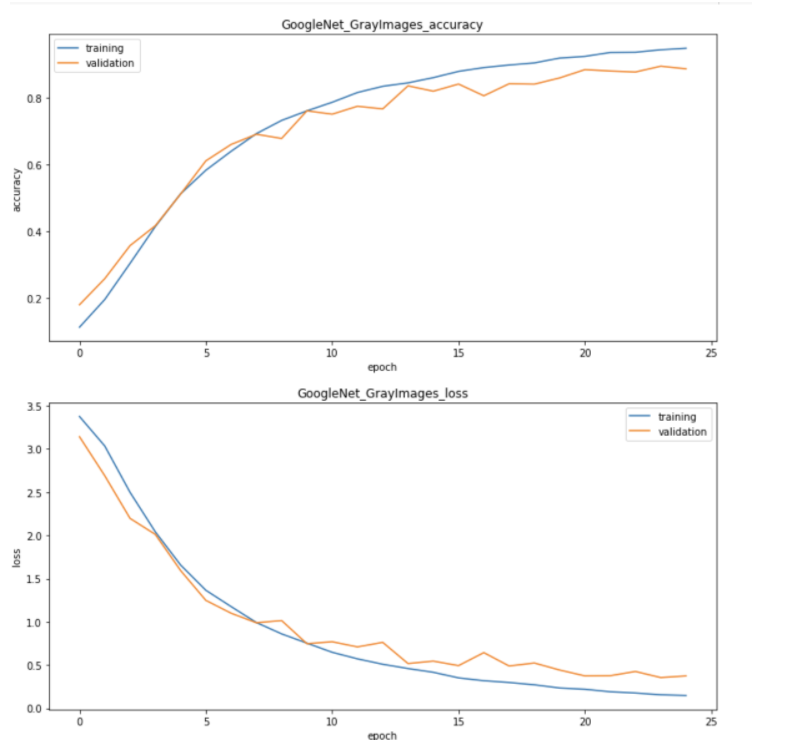 GoogleNet_GrayImages_accuracy
training
validation
0.8
0.6
0.4
0.2
accuracy
0 5 10 15 20 25
epoch
GoogleNet_GrayImages_loss
3.5
training
validation
3.0
2.5
2.0
1.5
1.0
0.5
0.0
loss
0 5 10 15 20 25
epoch